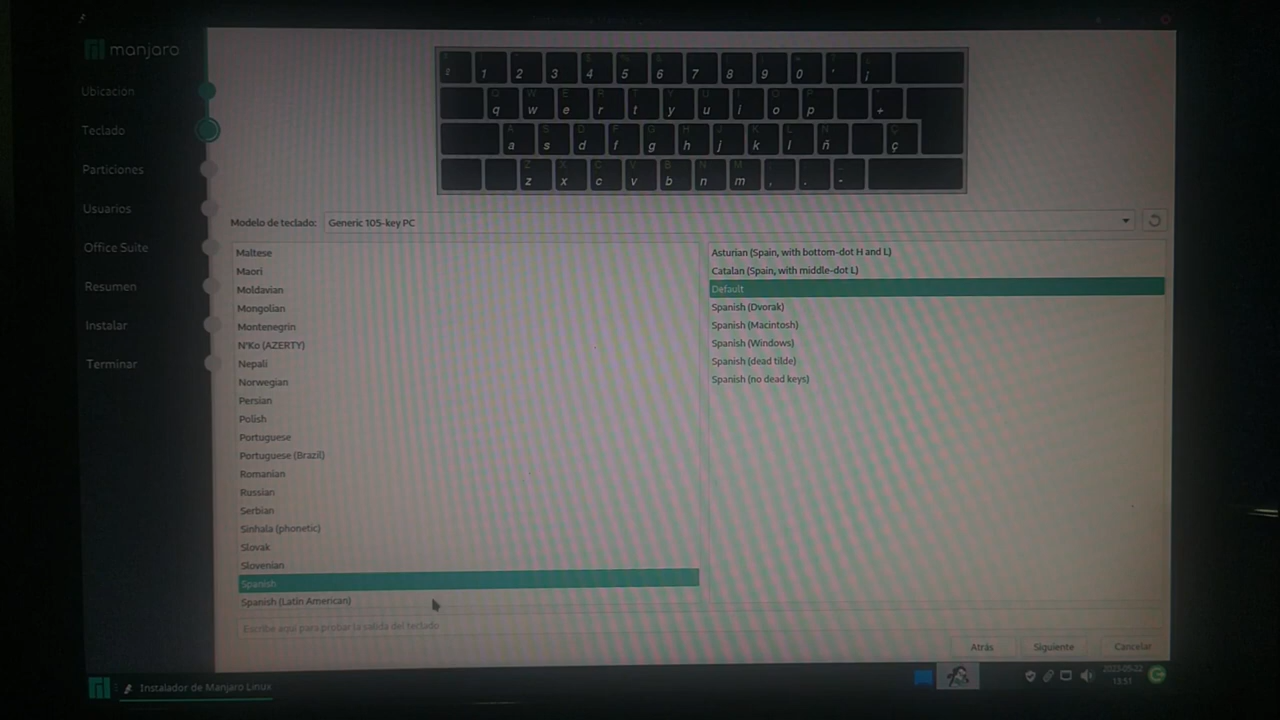 manjaro
Ubicación
Teclado
Particiones
Usuarios
Office Suite
Resumen
Instalar
Terminar
1 2 3 4 5 6 7 8 9 0 ' ¡
Q W E R T Y U I O P
q w e r t y u i o p +
A S D F G H J K L Ñ Ç
a s d f g h j k l ñ ç
Z X C V B N M
z x c v b n m , . -
Modelo de teclado: Generic 105-key PC
Maltese
Maori
Moldavian
Mongolian
Montenegrin
N'Ko (AZERTY)
Nepali
Norwegian
Persian
Polish
Portuguese
Portuguese (Brazil)
Romanian
Russian
Serbian
Sinhala (phonetic)
Slovak
Slovenian
Spanish
Spanish (Latin American)
Asturian (Spain, with bottom-dot H and L)
Catalan (Spain, with middle-dot L)
Default
Spanish (Dvorak)
Spanish (Macintosh)
Spanish (Windows)
Spanish (dead tilde)
Spanish (no dead keys)
Escribe aquí para probar la salida del teclado
Atrás Siguiente Cancelar
Instalador de Manjaro Linux
13:51